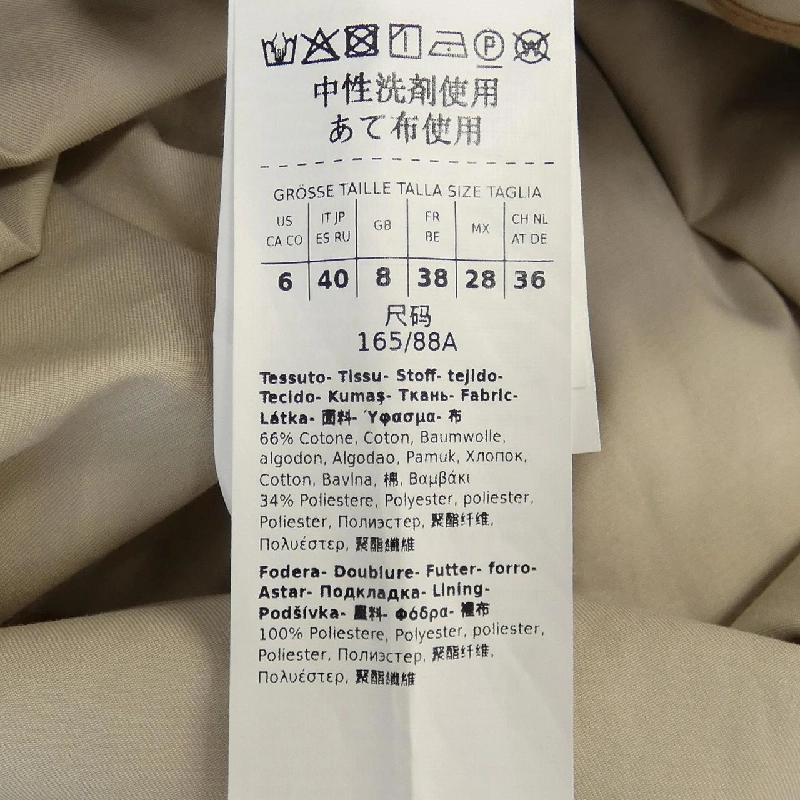 中性洗剤使用
あて布使用
GRÖSSE TAILLE TALLA SIZE TAGLIA
US CA CO IT JP ES RU GB FR BE MX CH NL AT DE
6 40 8 38 28 36
尺码
165/88A
Tessuto- Tissu- Stoff- tejido-
Tecido- Kumaş- Ткань- Fabric-
Látka- 面料- Ύφασμα- 布
66% Cotone, Coton, Baumwolle,
algodon, Algodao, Pamuk, Хлопок,
Cotton, Bavlna, 棉, Βαμβάκι
34% Poliestere, Polyester, poliester,
Poliester, Полиэстер, 聚酯纤维,
Πολυέστερ, 聚酯纖維
Fodera- Doublure- Futter- forro-
Astar- Подкладка- Lining-
Podšívka- 里料- Φόδρα- 裡布
100% Poliestere, Polyester, poliester,
Poliester, Полиэстер, 聚酯纤维,
Πολυέστερ, 聚酯纖維